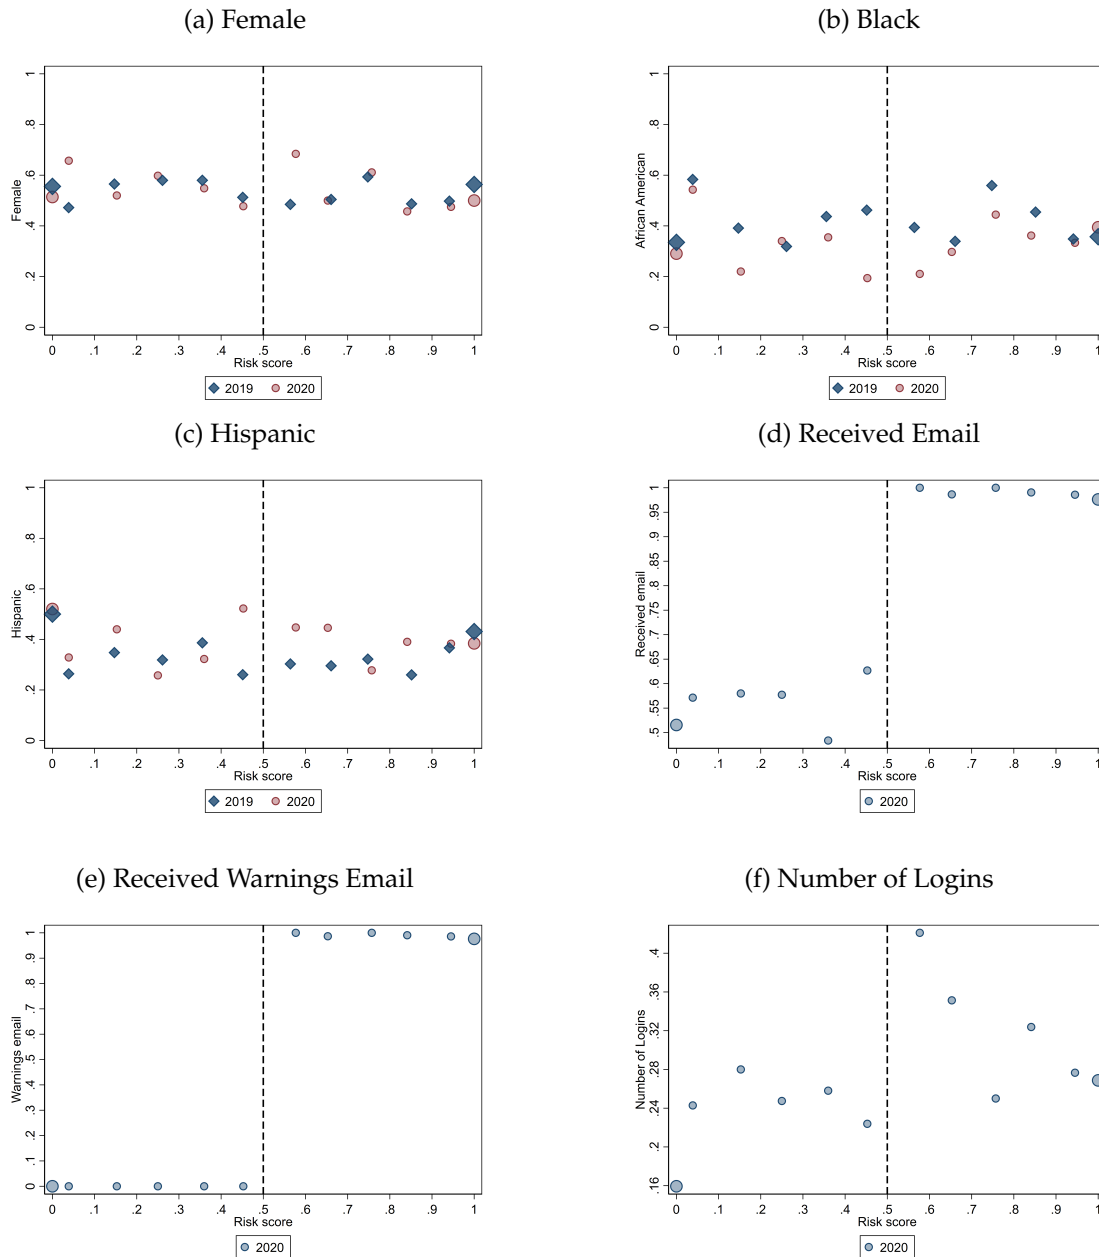 (a) Female
(b) Black
Female
0 .2 .4 .6 .8 1
0 .1 .2 .3 .4 .5 .6 .7 .8 .9 1
Risk score
2019 2020
African American
0 .2 .4 .6 .8 1
0 .1 .2 .3 .4 .5 .6 .7 .8 .9 1
Risk score
2019 2020
(c) Hispanic
(d) Received Email
Hispanic
0 .2 .4 .6 .8 1
0 .1 .2 .3 .4 .5 .6 .7 .8 .9 1
Risk score
2019 2020
Received email
.5 .55 .6 .65 .7 .75 .8 .85 .9 .95 1
0 .1 .2 .3 .4 .5 .6 .7 .8 .9 1
Risk score
2020
(e) Received Warnings Email
(f) Number of Logins
Warnings email
0 .1 .2 .3 .4 .5 .6 .7 .8 .9 1
0 .1 .2 .3 .4 .5 .6 .7 .8 .9 1
Risk score
2020
Number of Logins
.16 .2 .24 .28 .32 .36 .4
0 .1 .2 .3 .4 .5 .6 .7 .8 .9 1
Risk score
2020